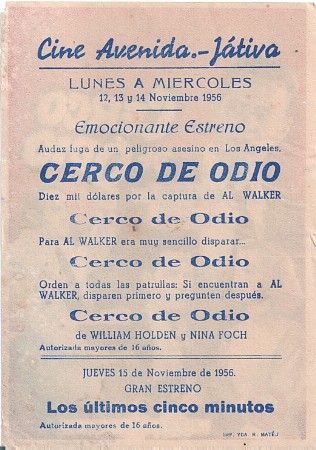 Cine Avenida.-Játiva
LUNES A MIERCOLES
12, 13 y 14 Noviembre 1956
Emocionante Estreno
Audaz fuga de un peligroso asesino en Los Angeles.
CERCO DE ODIO
Diez mil dólares por la captura de AL WALKER
Cerco de Odio
Para AL WALKER era muy sencillo disparar...
Cerco de Odio
Orden a todas las patrullas: Si encuentran a AL
WALKER, disparen primero y pregunten después.
Cerco de Odio
de WILLIAM HOLDEN y NINA FOCH
Autorizada mayores de 16 años.
JUEVES 15 de Noviembre de 1956.
GRAN ESTRENO
Los últimos cinco minutos
Autorizada mayores de 16 años.
IMP. VDA. B. MATÉJ